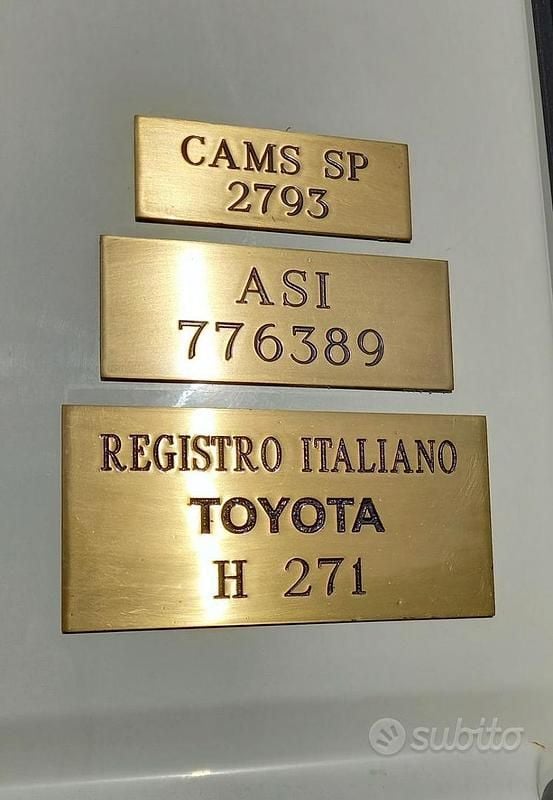 CAMS SP
2793
ASI
776389
REGISTRO ITALIANO
TOYOTA
H 271
subito